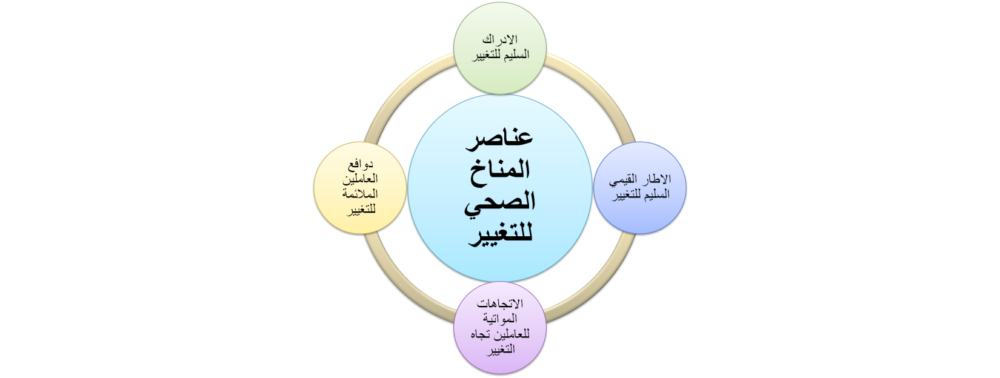 الادراك
السليم للتغيير
عناصر
المناخ
الصحي
للتغيير
الاطار القيمي
السليم للتغيير
الاتجاهات
المواتية
للعاملين تجاه
التغيير
دوافع
العاملين
الملائمة
للتغيير